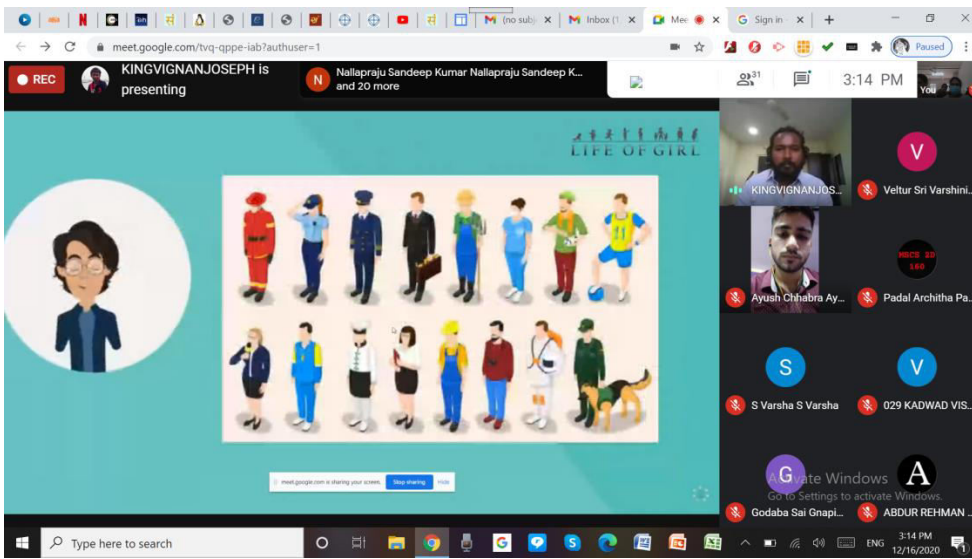 (no subj
Inbox (1,
Mee
Sign in
meet.google.com/tvq-qppe-iab?authuser=1
Paused
REC
KINGVIGNANJOSEPH is
presenting
N
Nallapraju Sandeep Kumar Nallapraju Sandeep K...
and 20 more
31
3:14 PM
You
LIFE OF GIRL
11
KINGVIGNANJOS...
V
Veltur Sri Varshini...
Ayush Chhabra Ay...
Padal Architha Pa...
S
S Varsha S Varsha
V
029 KADWAD VIS...
G
Godaba Sai Gnapi...
A
ABDUR REHMAN ...
meet.google.com is sharing your screen.
Stop sharing
Hide
Activate Windows
Go to Settings to activate Windows.
Type here to search
ENG
3:14 PM
12/16/2020